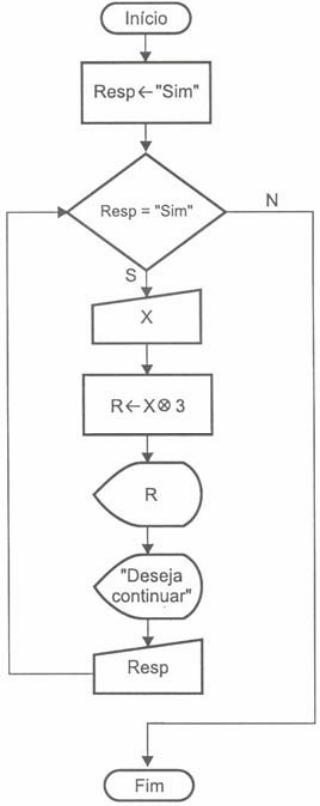 Início
Resp←"Sim"
Resp = "Sim"
N
S
X
R←X⊗3
R
"Deseja
continuar"
Resp
Fim